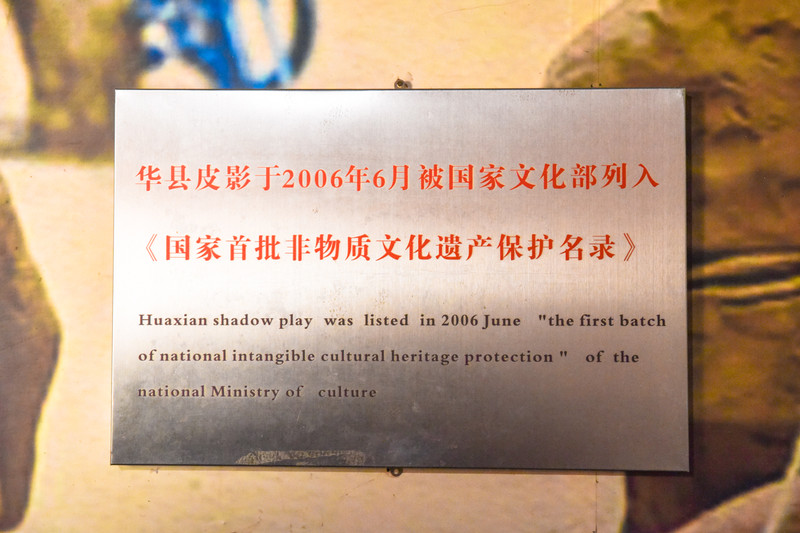 华县皮影于2006年6月被国家文化部列入
《国家首批非物质文化遗产保护名录》
Huaxian shadow play was listed in 2006 June "the first batch
of national intangible cultural heritage protection " of the
national Ministry of culture